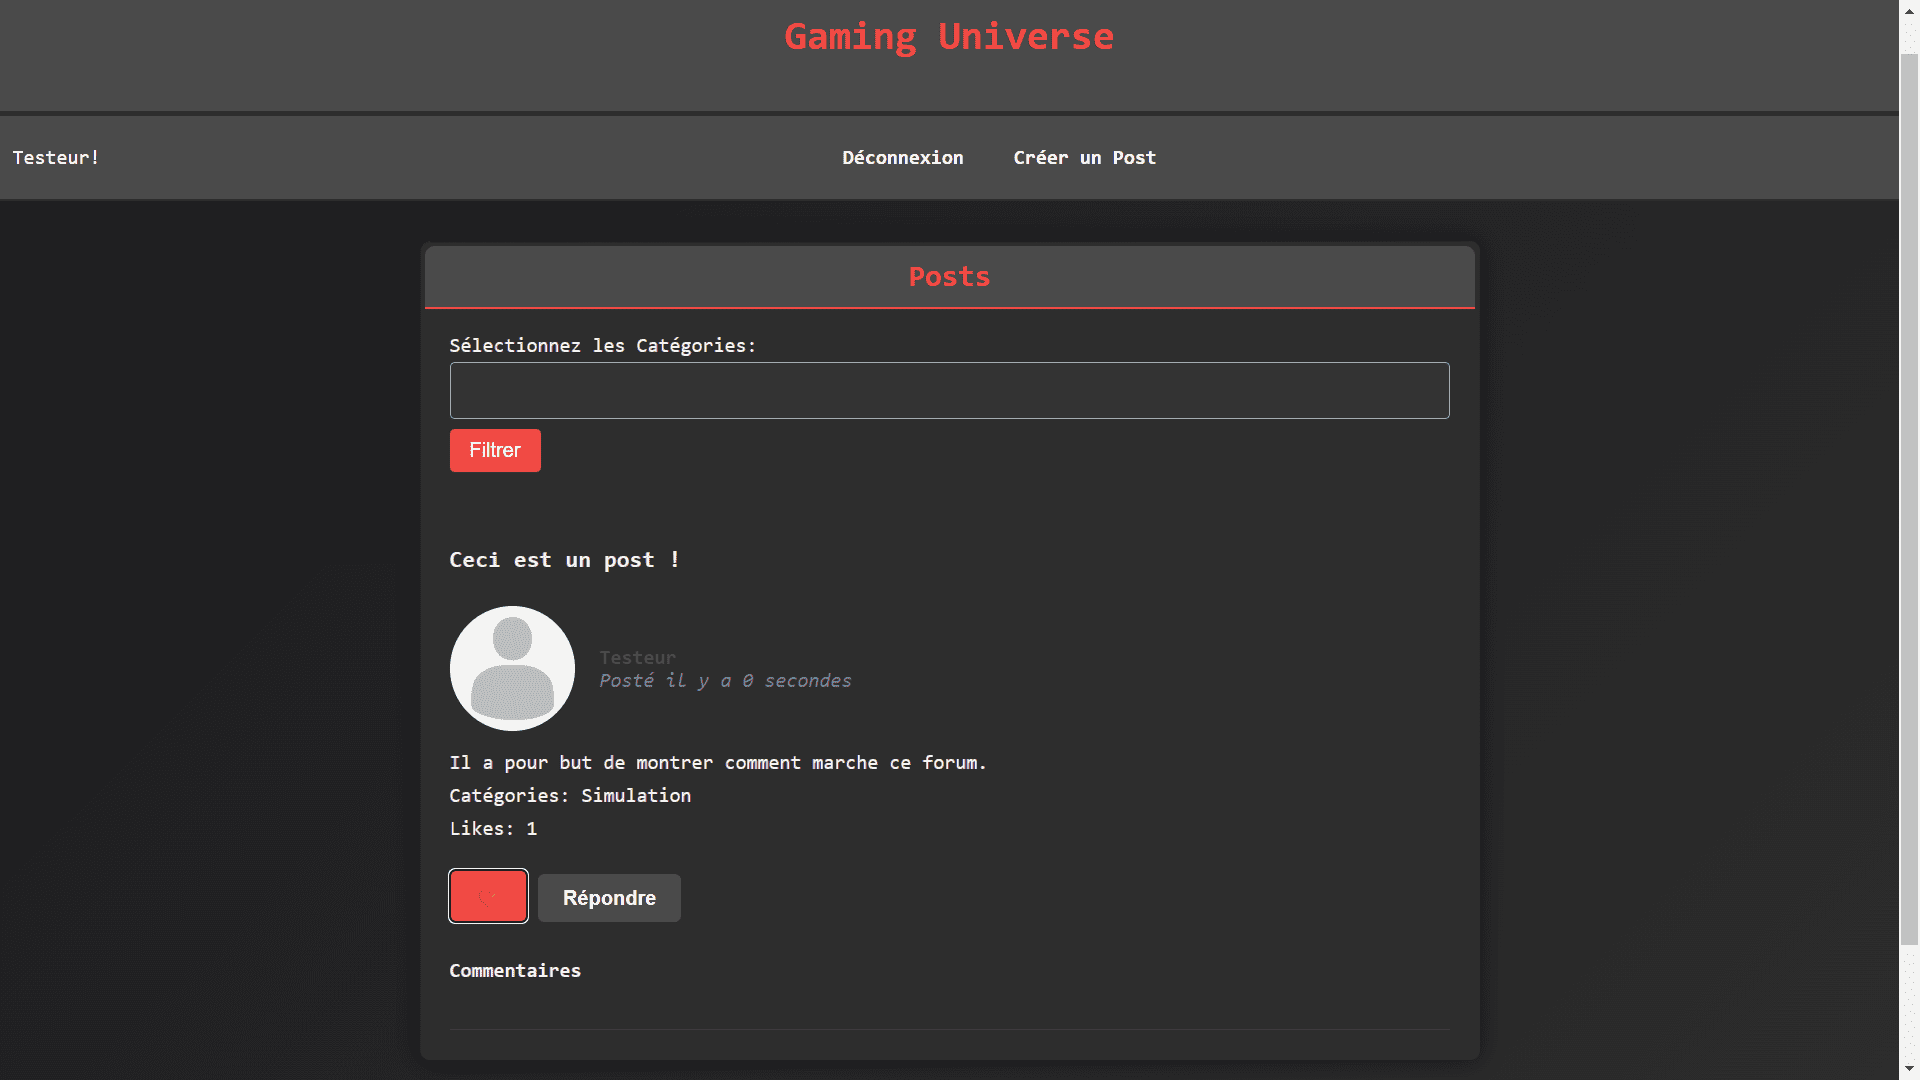 Gaming Universe
Testeur!
Déconnexion
Créer un Post
Posts
Sélectionnez les Catégories:
Filtrer
Ceci est un post !
Testeur
Posté il y a 0 secondes
Il a pour but de montrer comment marche ce forum.
Catégories: Simulation
Likes: 1
Répondre
Commentaires